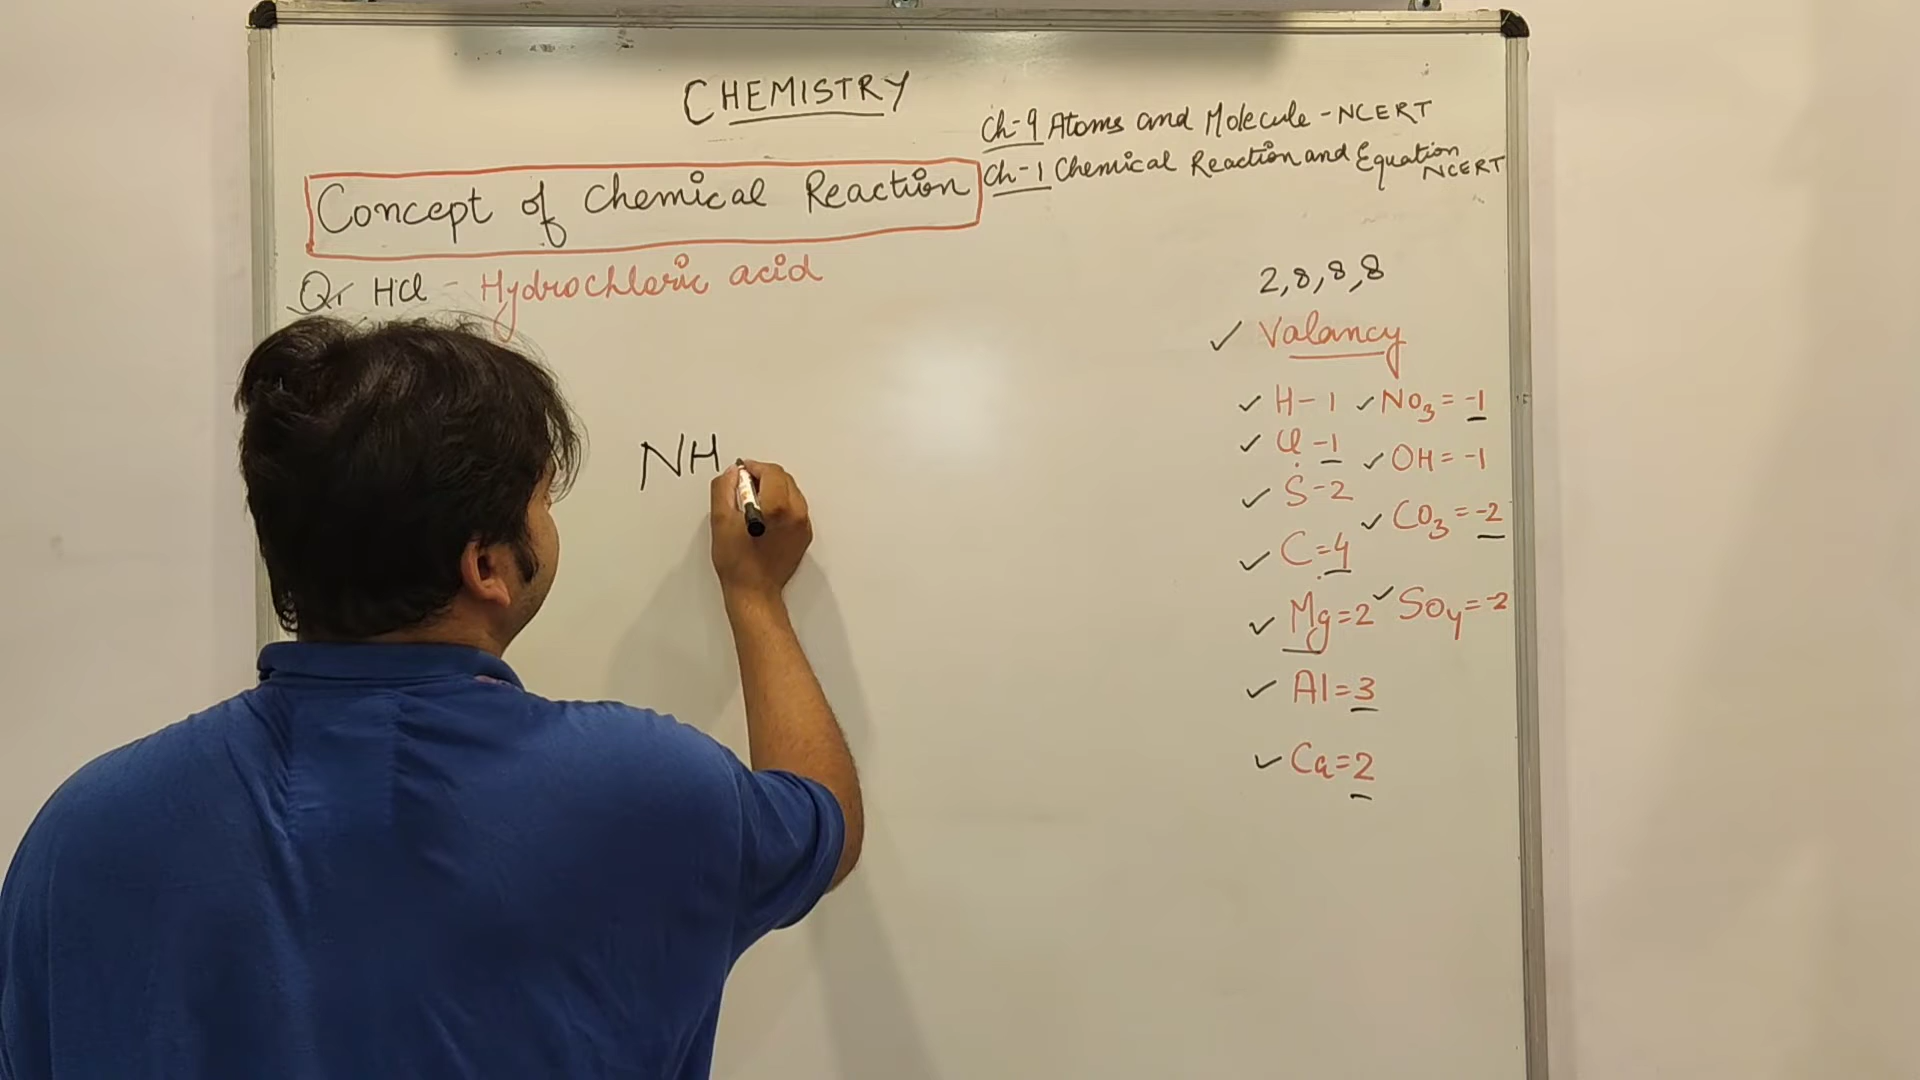 CHEMISTRY
Ch-9 Atoms and Molecule - NCERT
Ch-1 Chemical Reaction and Equation
NCERT
Concept of Chemical Reaction
Qr HCl - Hydrochloric acid
2,8,8,8
✓ Valancy
✓ H-1 ✓ No₃ = -1
✓ Cl -1 ✓ OH = -1
✓ S-2 ✓ CO₃ = -2
✓ C=4
✓ Mg=2 ✓ SO₄=-2
✓ Al=3
✓ Ca=2
NH